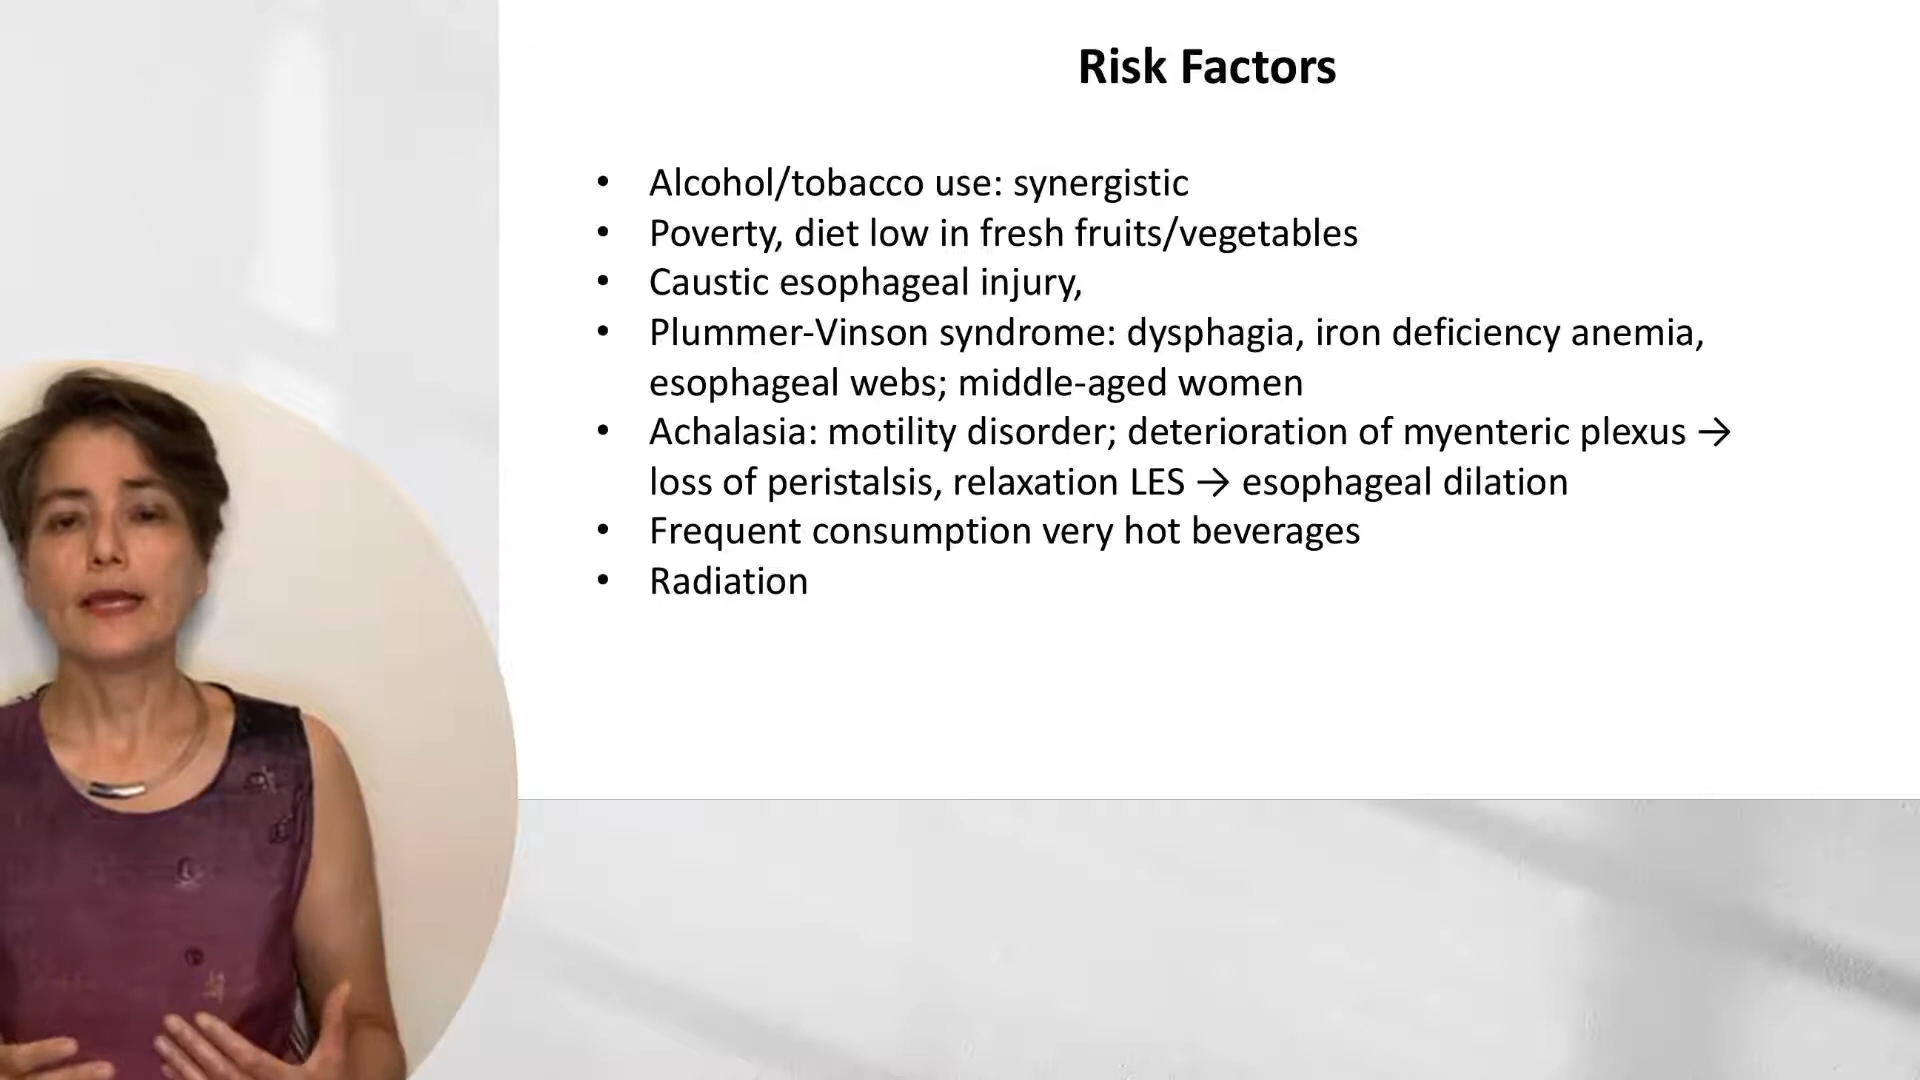 Risk Factors
• Alcohol/tobacco use: synergistic
• Poverty, diet low in fresh fruits/vegetables
• Caustic esophageal injury,
• Plummer-Vinson syndrome: dysphagia, iron deficiency anemia,
esophageal webs; middle-aged women
• Achalasia: motility disorder; deterioration of myenteric plexus →
loss of peristalsis, relaxation LES → esophageal dilation
• Frequent consumption very hot beverages
• Radiation